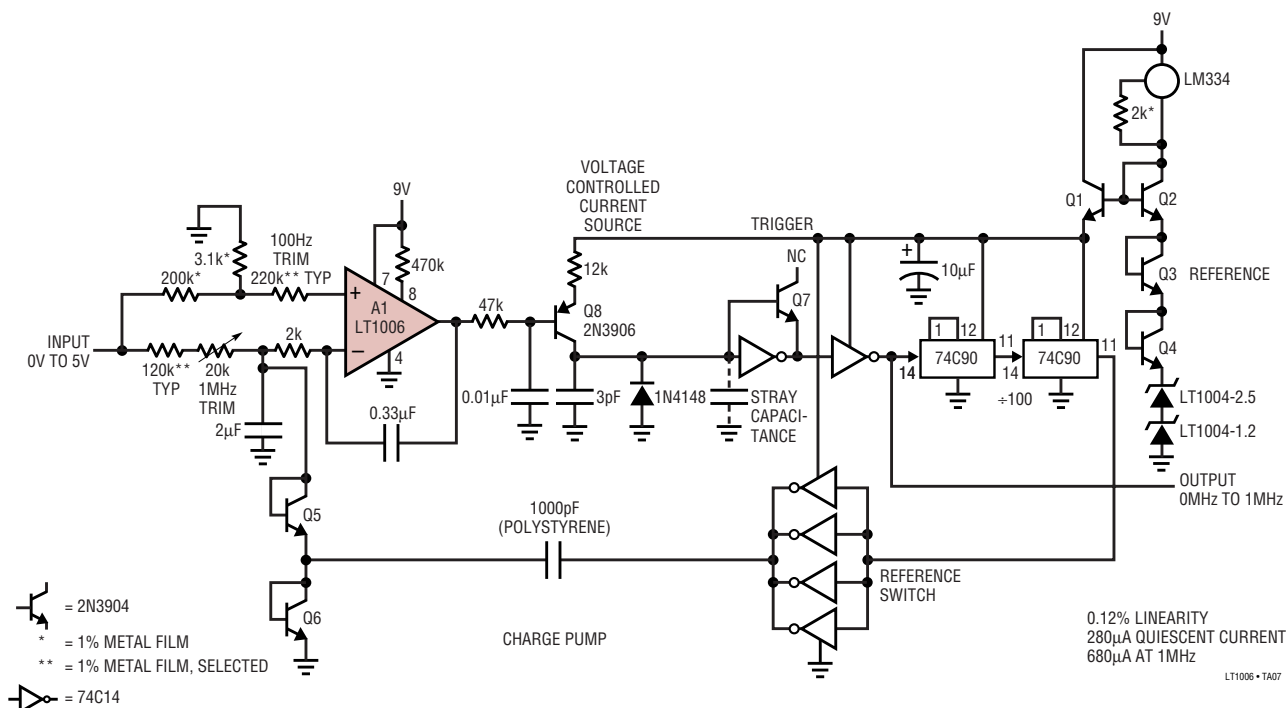 9V
LM334
2k*
VOLTAGE
CONTROLLED
CURRENT
SOURCE
9V
Q1
Q2
TRIGGER
3.1k*
100Hz
TRIM
200k*
220k** TYP
470k
7
8
12k
NC
+
10µF
Q3
REFERENCE
+
A1
LT1006
–
4
47k
Q8
2N3906
Q7
INPUT
0V TO 5V
2k
120k**
TYP
20k
1MHz
TRIM
1
12
74C90
11
14
1
12
74C90
11
14
÷100
Q4
0.01µF
3pF
1N4148
STRAY
CAPACI-
TANCE
LT1004-2.5
LT1004-1.2
2µF
0.33µF
OUTPUT
0MHz TO 1MHz
Q5
1000pF
(POLYSTYRENE)
REFERENCE
SWITCH
Q6
CHARGE PUMP
= 2N3904
* = 1% METAL FILM
** = 1% METAL FILM, SELECTED
= 74C14
0.12% LINEARITY
280µA QUIESCENT CURRENT
680µA AT 1MHz
LT1006 • TA07